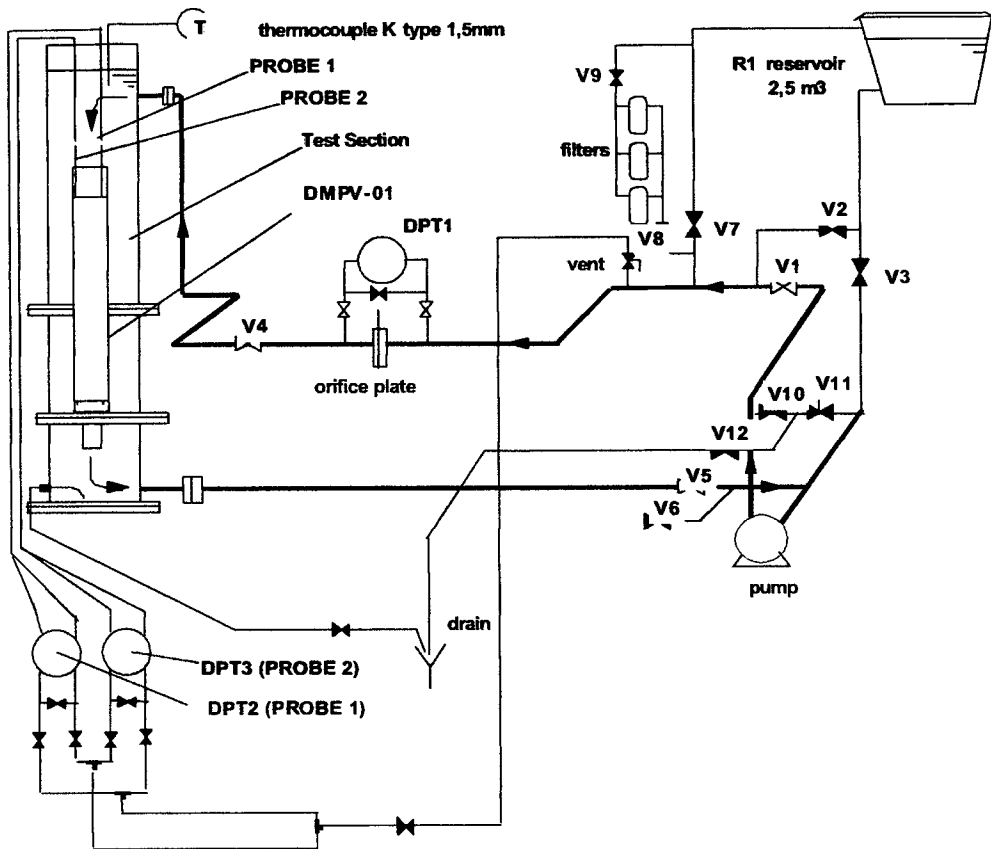 T
thermocouple K type 1,5mm
PROBE 1
PROBE 2
Test Section
DMPV-01
V9
R1 reservoir
2,5 m3
filters
DPT1
V8
V7
V2
vent
V1
V3
V4
orifice plate
V10
V11
V12
V5
V6
pump
drain
DPT3 (PROBE 2)
DPT2 (PROBE 1)